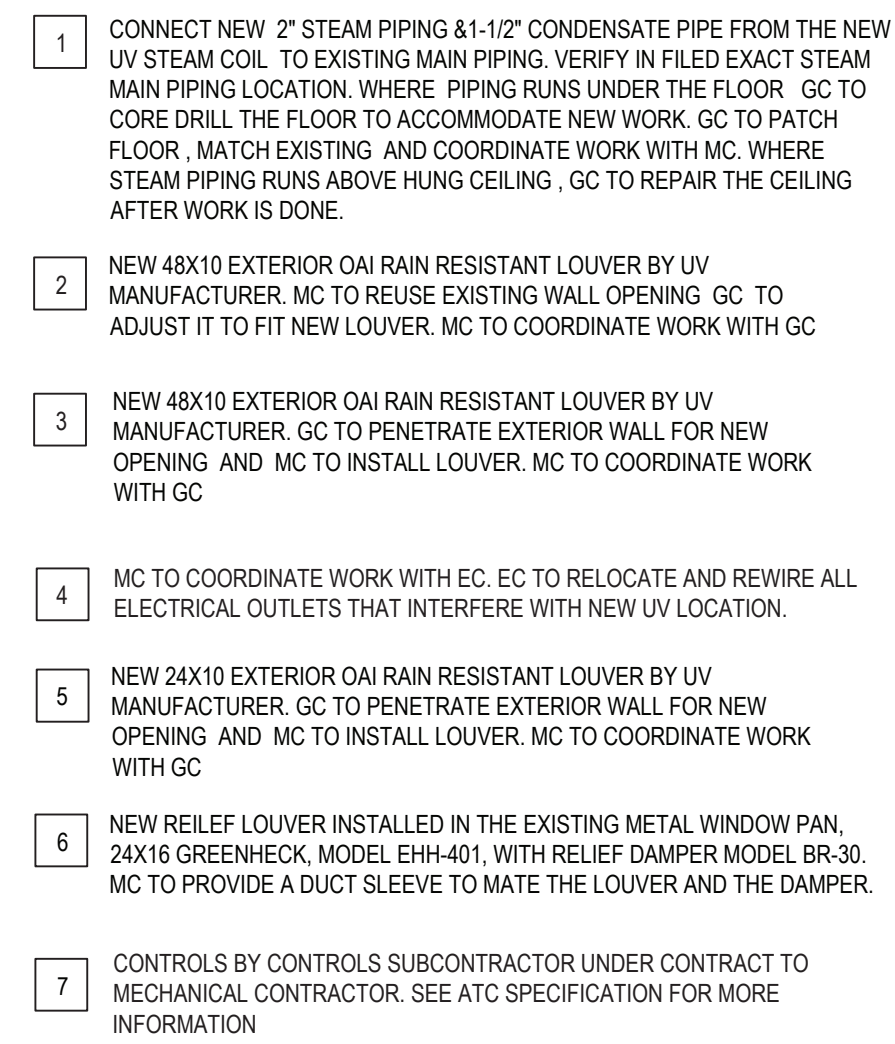 1
CONNECT NEW 2" STEAM PIPING &1-1/2" CONDENSATE PIPE FROM THE NEW
UV STEAM COIL TO EXISTING MAIN PIPING. VERIFY IN FILED EXACT STEAM
MAIN PIPING LOCATION. WHERE PIPING RUNS UNDER THE FLOOR GC TO
CORE DRILL THE FLOOR TO ACCOMMODATE NEW WORK. GC TO PATCH
FLOOR , MATCH EXISTING AND COORDINATE WORK WITH MC. WHERE
STEAM PIPING RUNS ABOVE HUNG CEILING , GC TO REPAIR THE CEILING
AFTER WORK IS DONE.
2
NEW 48X10 EXTERIOR OAI RAIN RESISTANT LOUVER BY UV
MANUFACTURER. MC TO REUSE EXISTING WALL OPENING GC TO
ADJUST IT TO FIT NEW LOUVER. MC TO COORDINATE WORK WITH GC
3
NEW 48X10 EXTERIOR OAI RAIN RESISTANT LOUVER BY UV
MANUFACTURER. GC TO PENETRATE EXTERIOR WALL FOR NEW
OPENING AND MC TO INSTALL LOUVER. MC TO COORDINATE WORK
WITH GC
4
MC TO COORDINATE WORK WITH EC. EC TO RELOCATE AND REWIRE ALL
ELECTRICAL OUTLETS THAT INTERFERE WITH NEW UV LOCATION.
5
NEW 24X10 EXTERIOR OAI RAIN RESISTANT LOUVER BY UV
MANUFACTURER. GC TO PENETRATE EXTERIOR WALL FOR NEW
OPENING AND MC TO INSTALL LOUVER. MC TO COORDINATE WORK
WITH GC
6
NEW REILEF LOUVER INSTALLED IN THE EXISTING METAL WINDOW PAN,
24X16 GREENHECK, MODEL EHH-401, WITH RELIEF DAMPER MODEL BR-30.
MC TO PROVIDE A DUCT SLEEVE TO MATE THE LOUVER AND THE DAMPER.
7
CONTROLS BY CONTROLS SUBCONTRACTOR UNDER CONTRACT TO
MECHANICAL CONTRACTOR. SEE ATC SPECIFICATION FOR MORE
INFORMATION